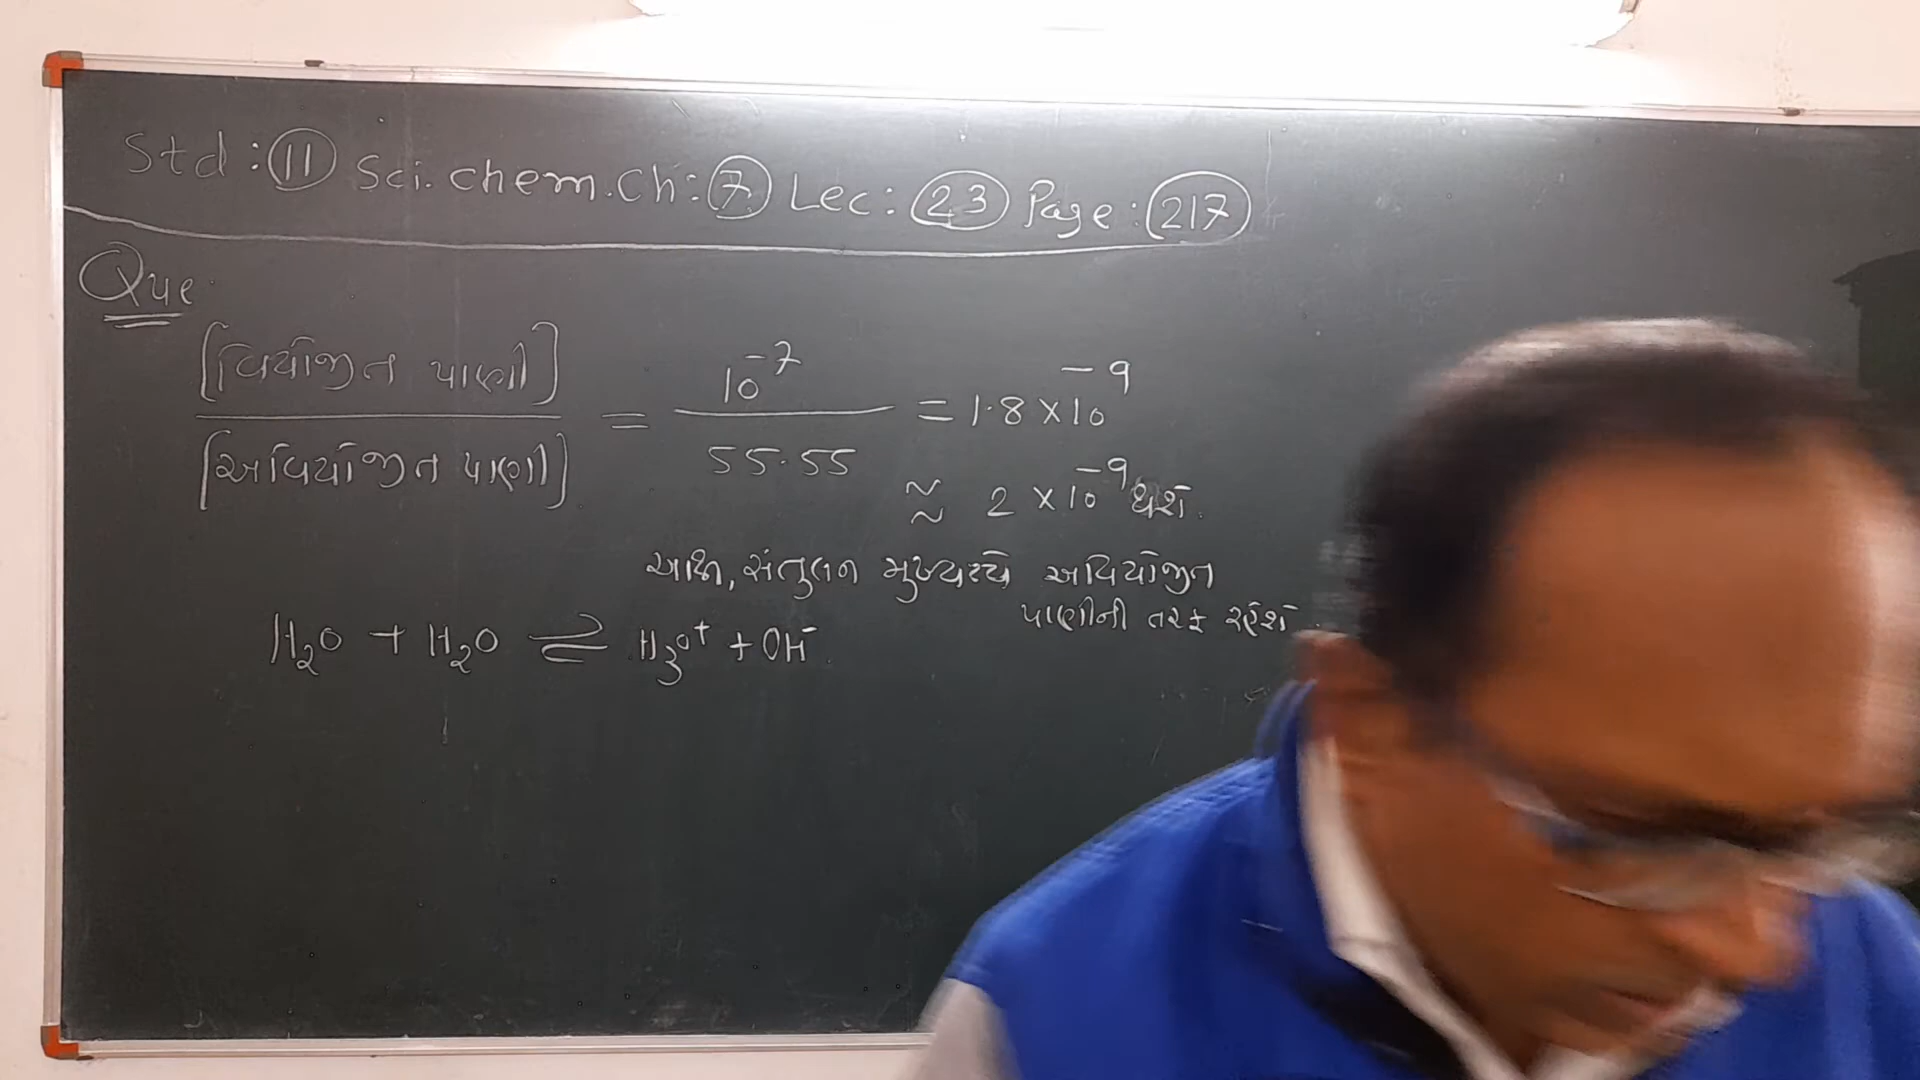 Std : 11 Sci. chem. Ch : 7 Lec : 23 Page : 217
Que
[વિયોજીત પાણી] / [અવિયોજીત પાણી] = 10⁻⁷ / 55.55 = 1.8 × 10⁻⁹
≈ 2 × 10⁻⁹ થશે.
આમ, સંતુલન મુખ્યત્વે અવિયોજીત
પાણીની તરફ રહેશે.
H₂O + H₂O ⇌ H₃O⁺ + OH⁻